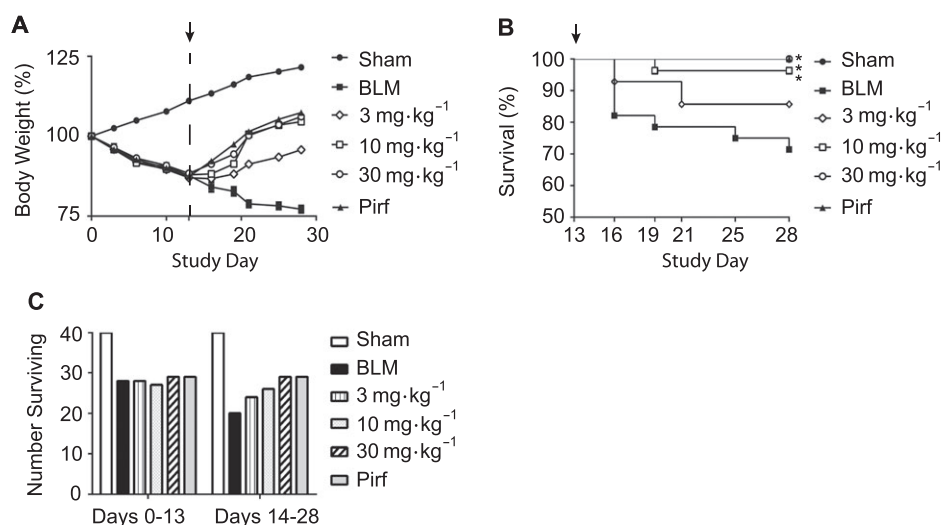 A
Body Weight (%)
125
100
75
0
10
20
30
Study Day
Sham
BLM
3 mg·kg⁻¹
10 mg·kg⁻¹
30 mg·kg⁻¹
Pirf
B
Survival (%)
100
90
80
70
60
50
13
16
19
21
25
28
Study Day
*
*
*
Sham
BLM
3 mg·kg⁻¹
10 mg·kg⁻¹
30 mg·kg⁻¹
Pirf
C
Number Surviving
40
30
20
10
0
Days 0-13
Days 14-28
Sham
BLM
3 mg·kg⁻¹
10 mg·kg⁻¹
30 mg·kg⁻¹
Pirf